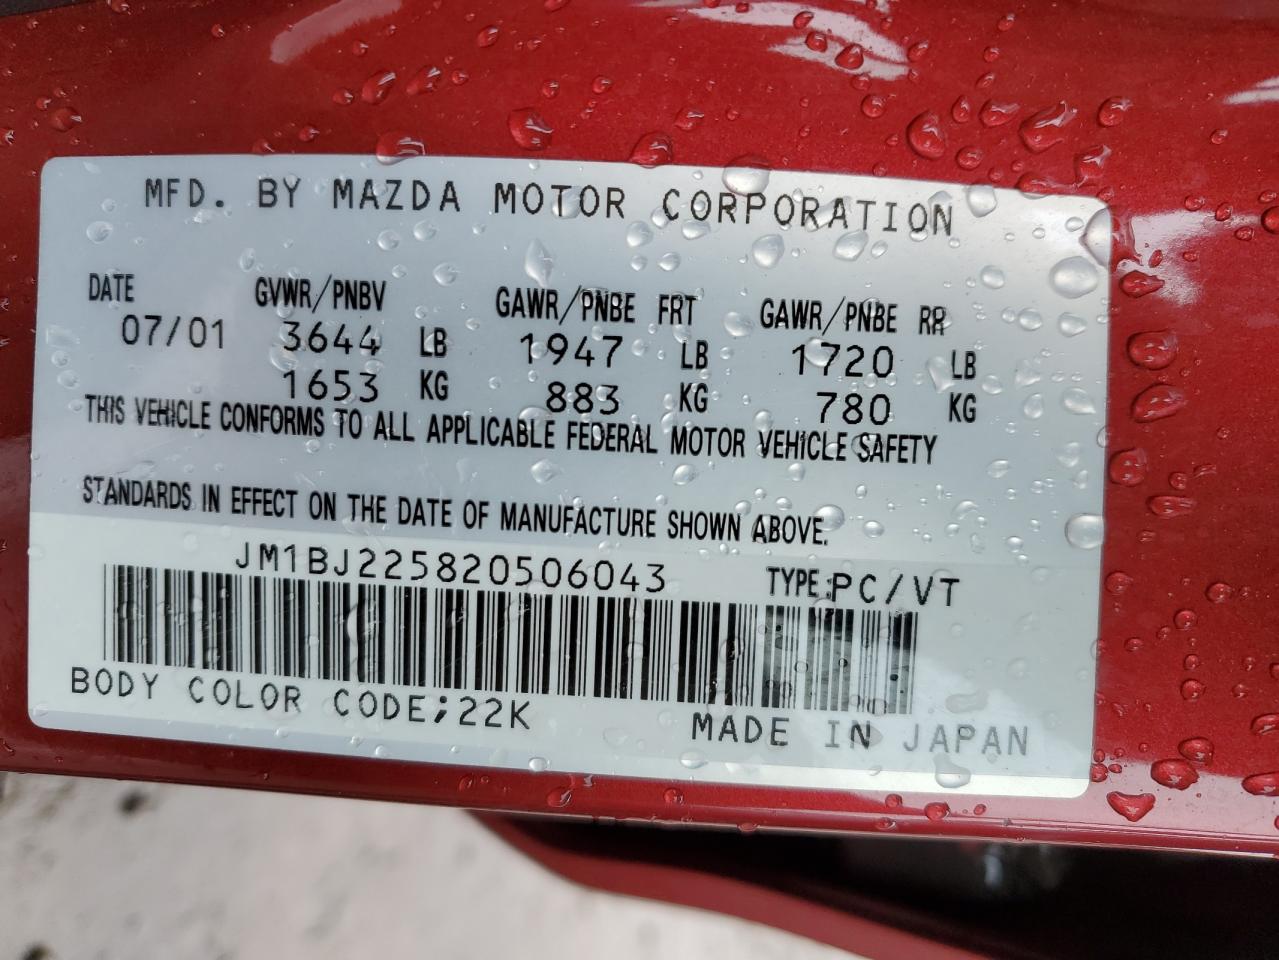 MFD. BY MAZDA MOTOR CORPORATION
DATE GVWR/PNBV GAWR/PNBE FRT GAWR/PNBE RR
07/01 3644 LB 1947 LB 1720 LB
1653 KG 883 KG 780 KG
THIS VEHICLE CONFORMS TO ALL APPLICABLE FEDERAL MOTOR VEHICLE SAFETY
STANDARDS IN EFFECT ON THE DATE OF MANUFACTURE SHOWN ABOVE.
JM1BJ225820506043 TYPE:PC/VT
BODY COLOR CODE;22K MADE IN JAPAN